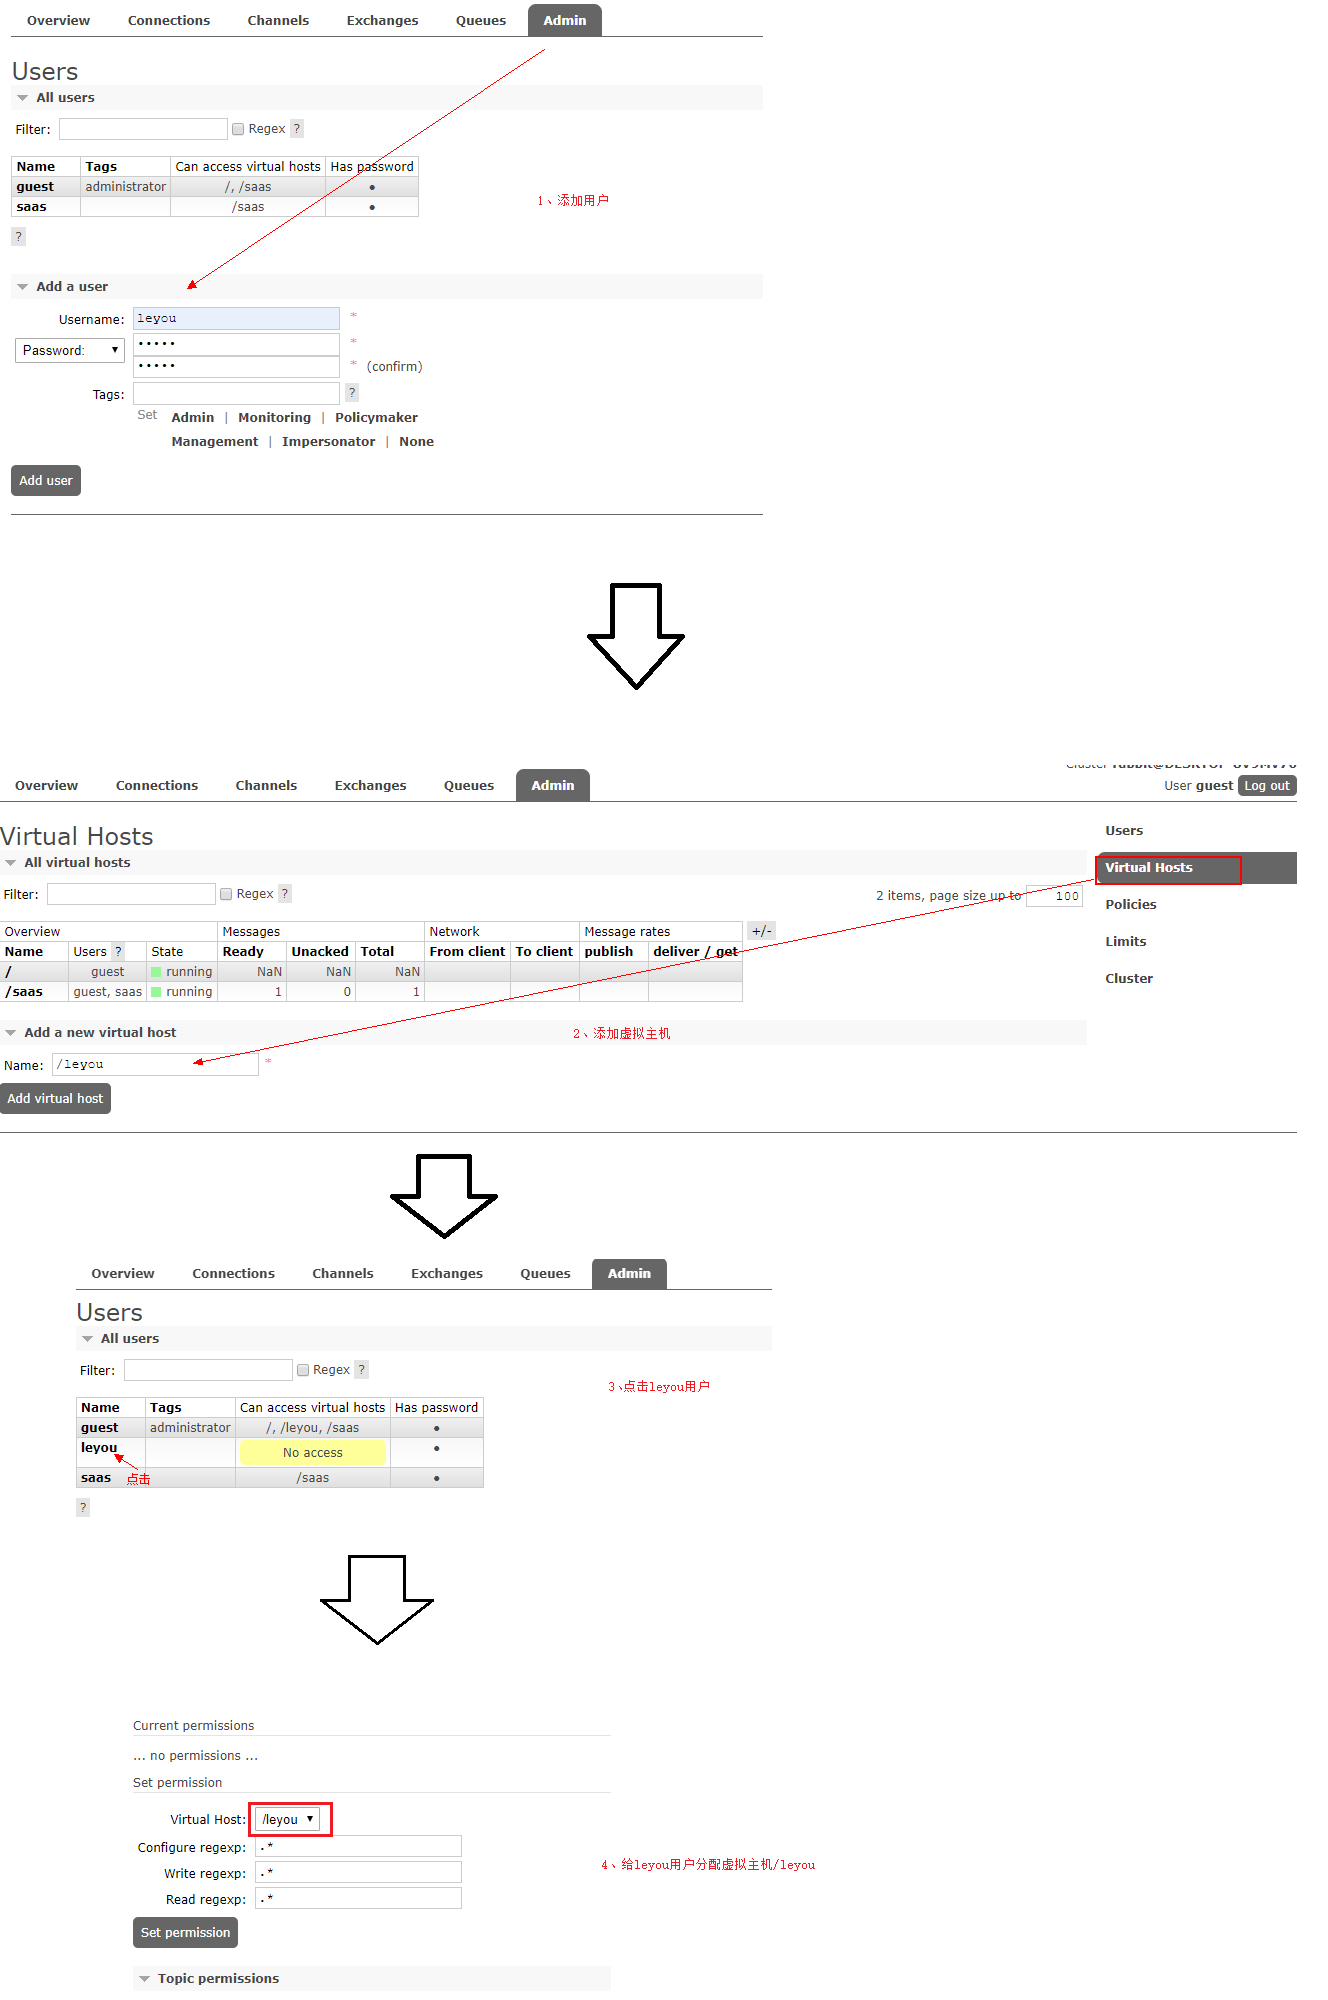 Overview Connections Channels Exchanges Queues Admin
Users
All users
Filter: Regex ?
Name Tags Can access virtual hosts Has password
guest administrator /, /saas ●
saas /saas ●
1、添加用户
?
Add a user
Username: leyou *
Password: ••••• *
••••• * (confirm)
Tags: ?
Set Admin | Monitoring | Policymaker
Management | Impersonator | None
Add user
Overview Connections Channels Exchanges Queues Admin
User guest Log out
Virtual Hosts
Users
All virtual hosts
Virtual Hosts
Filter: Regex ? 2 items, page size up to 100
Policies
Overview Messages Network Message rates +/-
Name Users ? State Ready Unacked Total From client To client publish deliver / get
Limits
/ guest running NaN NaN NaN
Cluster
/saas guest, saas running 1 0 1
Add a new virtual host
2、添加虚拟主机
Name: /leyou *
Add virtual host
Overview Connections Channels Exchanges Queues Admin
Users
All users
Filter: Regex ?
3、点击leyou用户
Name Tags Can access virtual hosts Has password
guest administrator /, /leyou, /saas ●
leyou No access ●
saas /saas ●
点击
?
Current permissions
... no permissions ...
Set permission
Virtual Host: /leyou
Configure regexp: .*
4、给leyou用户分配虚拟主机/leyou
Write regexp: .*
Read regexp: .*
Set permission
Topic permissions